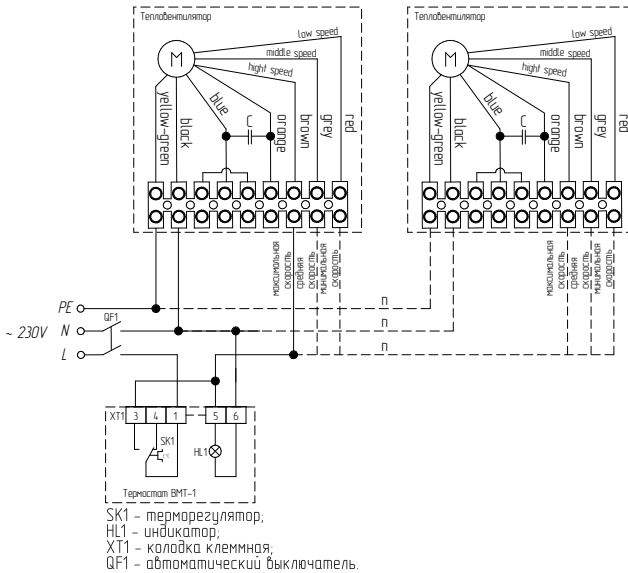 Тепловентилятор
M
low speed
middle speed
hight speed
yellow-green
black
blue
C
orange
brown
grey
red
максимальная скорость
средняя скорость
минимальная скорость
Тепловентилятор
M
low speed
middle speed
hight speed
yellow-green
black
blue
C
orange
brown
grey
red
максимальная скорость
средняя скорость
минимальная скорость
PE
n
~ 230V N QF1
n
L
n
XT1 3 4 1 5 6
SK1
t°C
HL1
Термостат ВМТ-1
SK1 - терморегулятор;
HL1 - индикатор;
XT1 - колодка клеммная;
QF1 - автоматический выключатель.